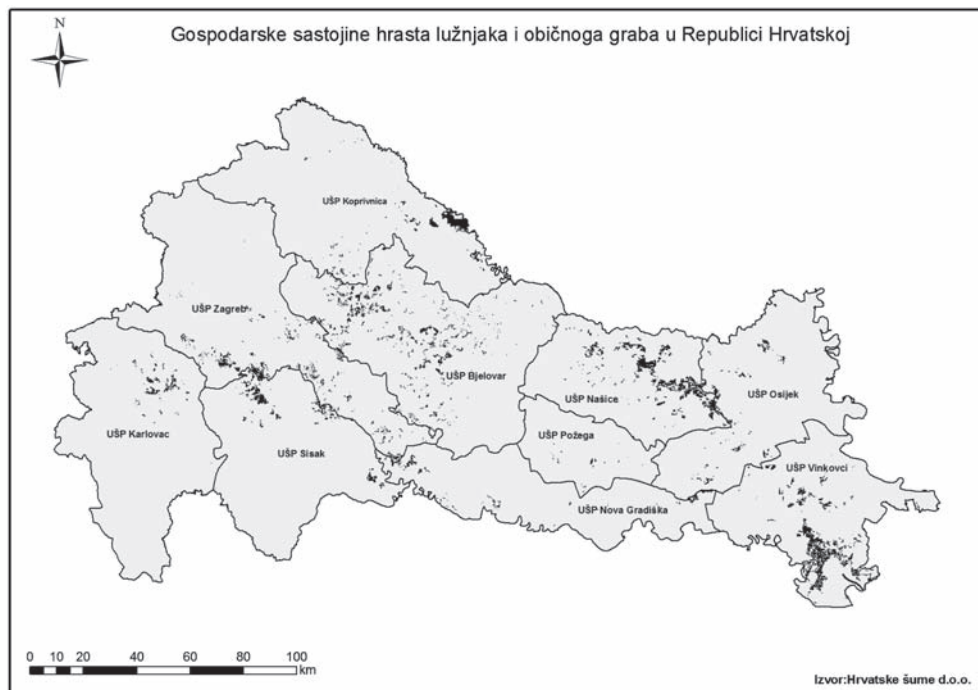 Gospodarske sastojine hrasta lužnjaka i običnoga graba u Republici Hrvatskoj
N
UŠP Koprivnica
UŠP Zagreb
UŠP Bjelovar
UŠP Našice
UŠP Osijek
UŠP Karlovac
UŠP Sisak
UŠP Požega
UŠP Vinkovci
UŠP Nova Gradiška
0 10 20 40 60 80 100
km
Izvor:Hrvatske šume d.o.o.